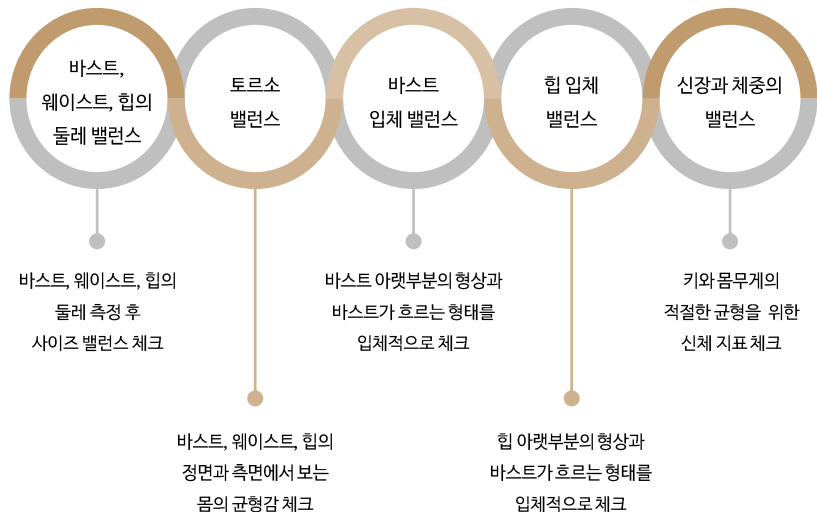 바스트,
웨이스트, 힙의
둘레 밸런스
토르소
밸런스
바스트
입체 밸런스
힙 입체
밸런스
신장과 체중의
밸런스
바스트, 웨이스트, 힙의
둘레 측정 후
사이즈 밸런스 체크
바스트 아랫부분의 형상과
바스트가 흐르는 형태를
입체적으로 체크
키와 몸무게의
적절한 균형을 위한
신체 지표 체크
바스트, 웨이스트, 힙의
정면과 측면에서 보는
몸의 균형감 체크
힙 아랫부분의 형상과
바스트가 흐르는 형태를
입체적으로 체크